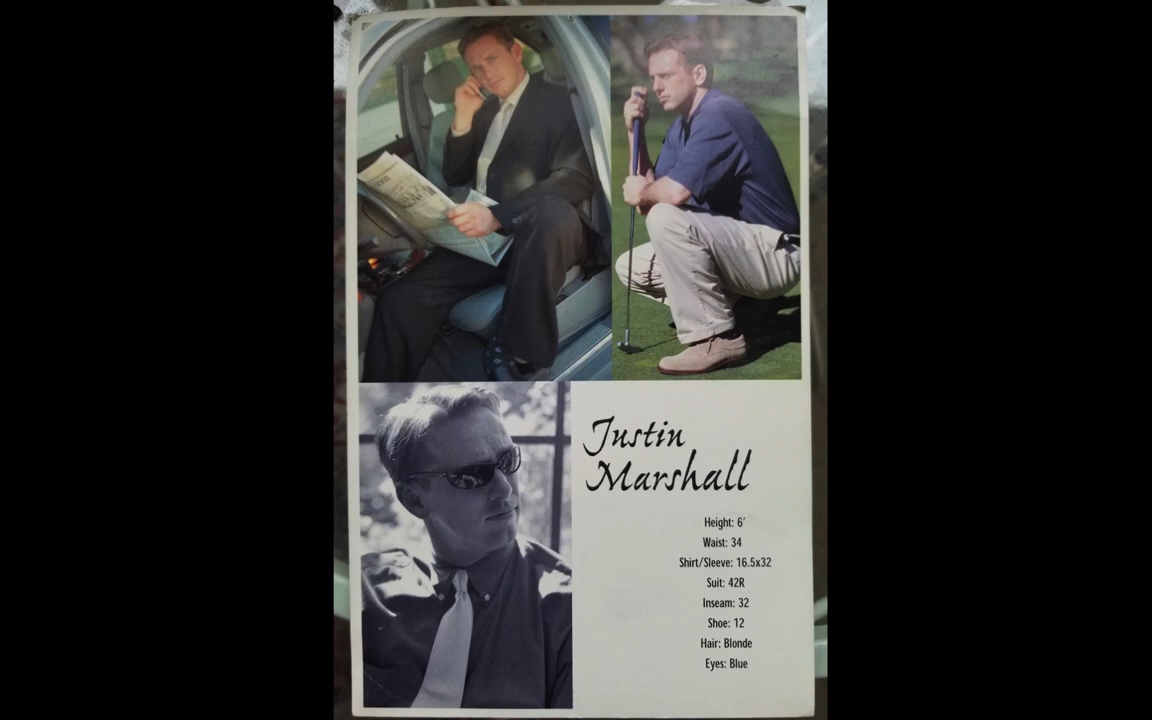 Justin
Marshall
Height: 6'
Waist: 34
Shirt/Sleeve: 16.5x32
Suit: 42R
Inseam: 32
Shoe: 12
Hair: Blonde
Eyes: Blue